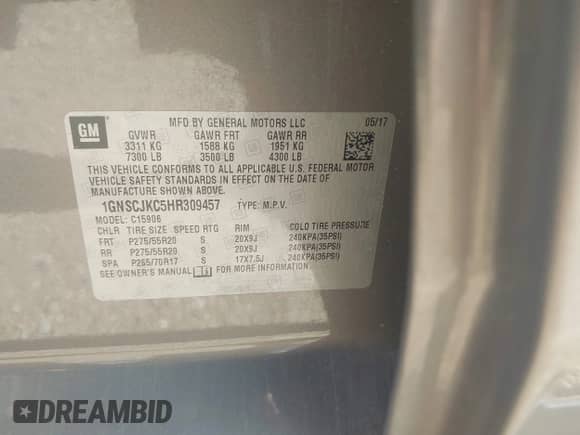 MFD BY GENERAL MOTORS LLC 05/17
GM
GVWR GAWR FRT GAWR RR
3311 KG 1588 KG 1951 KG
7300 LB 3500 LB 4300 LB
THIS VEHICLE CONFORMS TO ALL APPLICABLE U.S. FEDERAL MOTOR
VEHICLE SAFETY STANDARDS IN EFFECT ON THE DATE OF
MANUFACTURE SHOWN ABOVE.
1GNSCJKC5HR309457 TYPE: M.P.V.
MODEL: C15906
CHLR TIRE SIZE SPEED RTG RIM COLD TIRE PRESSURE
FRT P275/55R20 S 20X9J 240KPA(35PSI)
RR P275/55R20 S 20X9J 240KPA(35PSI)
SPA P265/70R17 S 17X7.5J 240KPA(35PSI)
SEE OWNER'S MANUAL FOR MORE INFORMATION.
DREAMBID